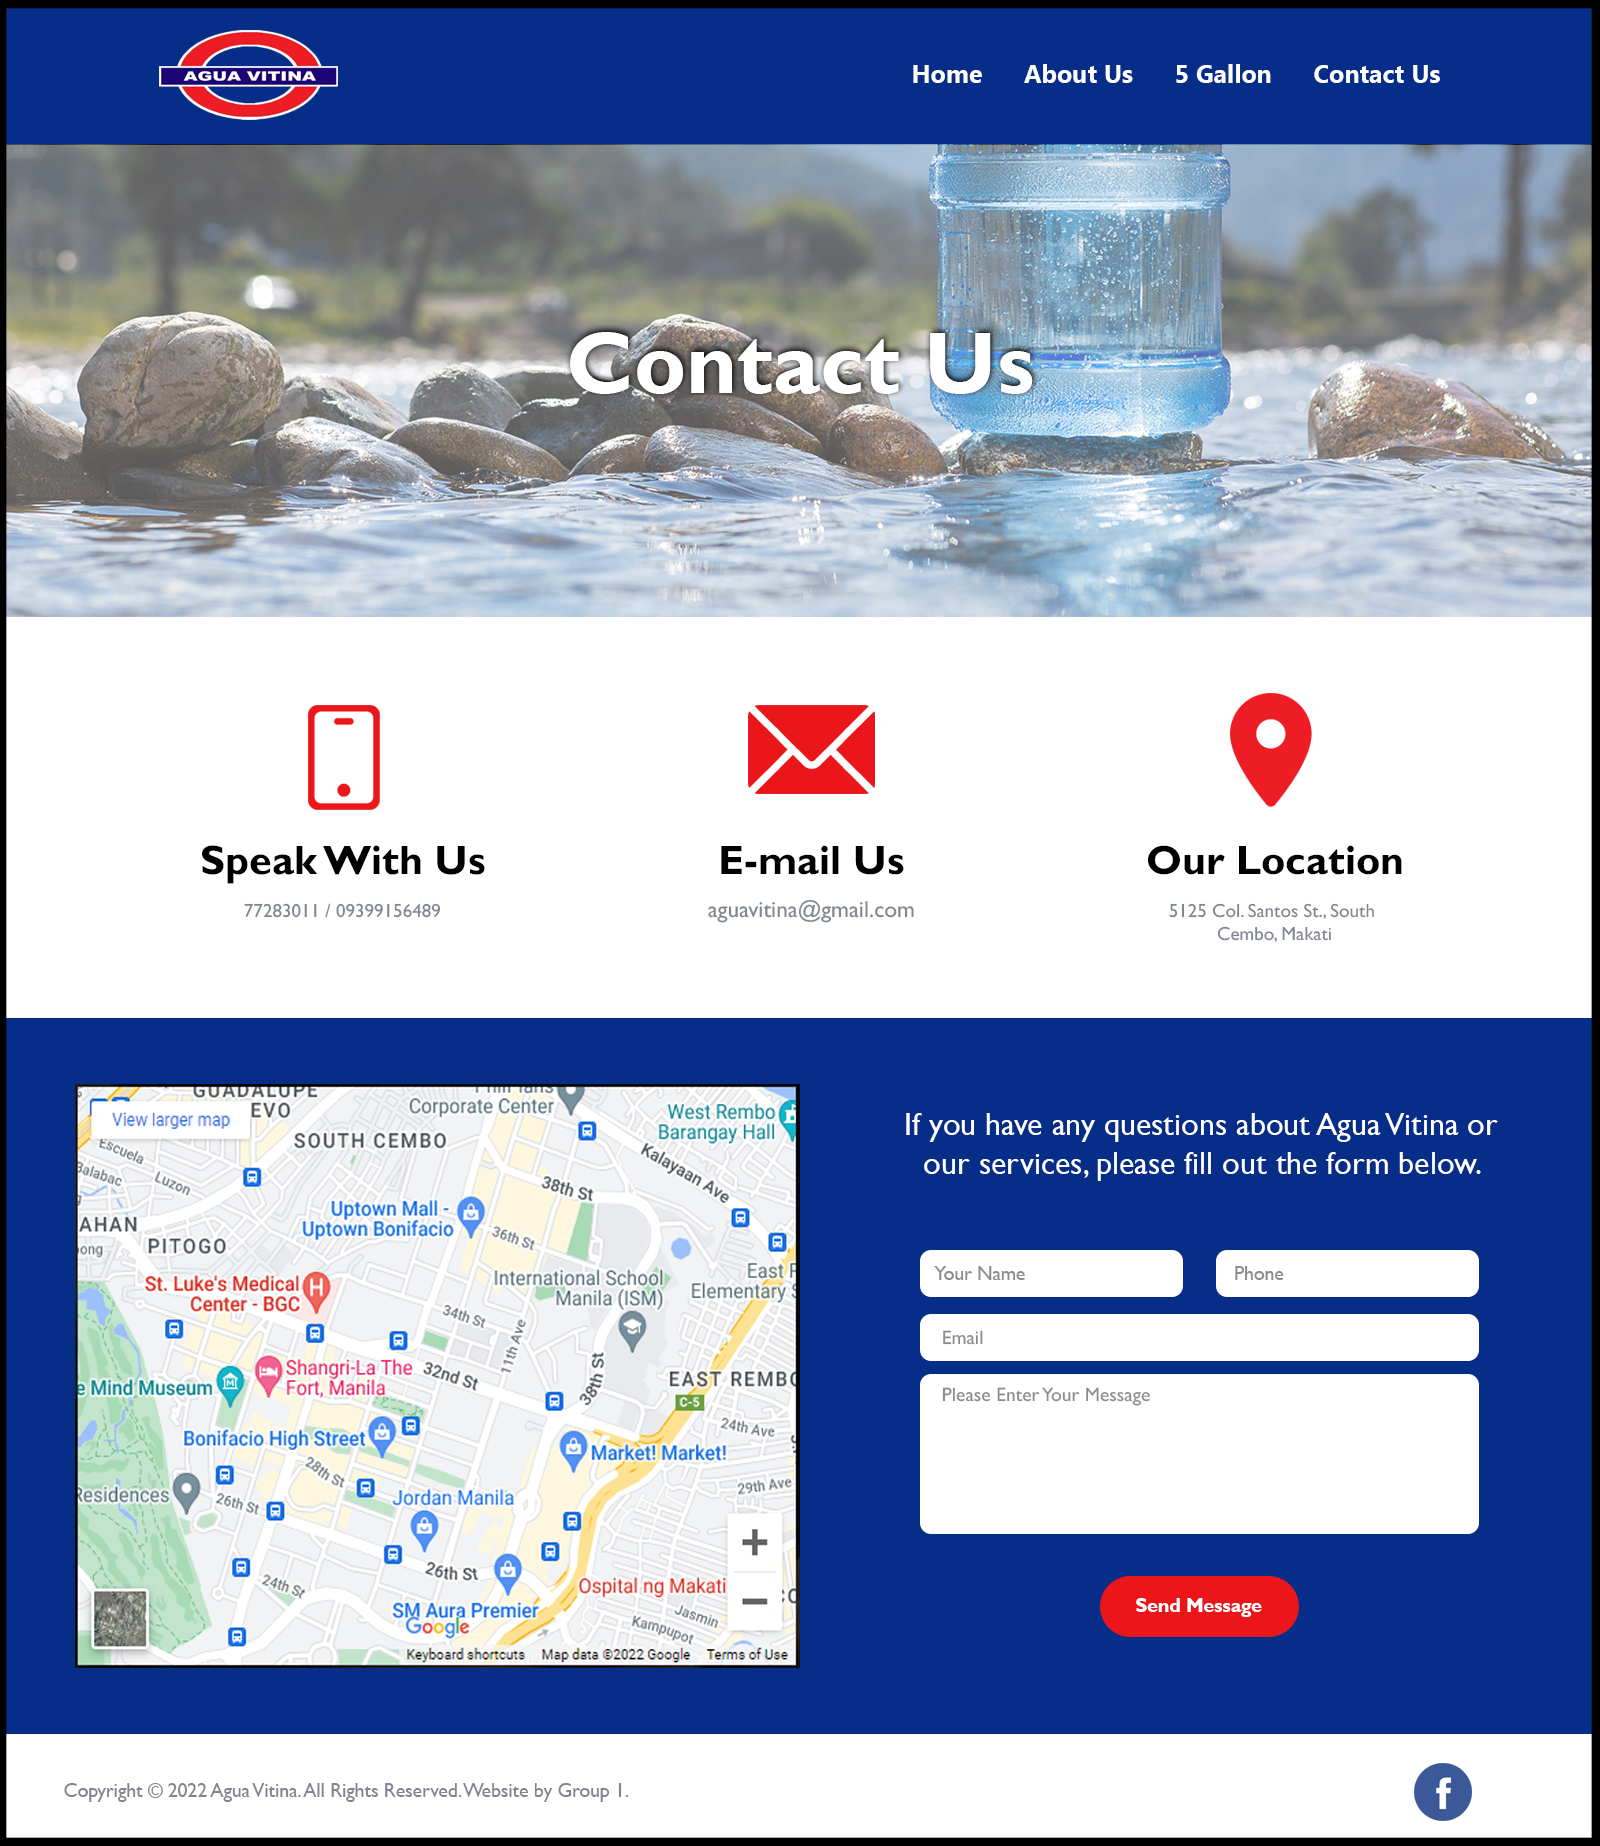 AGUA VITINA
Home About Us 5 Gallon Contact Us
Contact Us
Speak With Us
77283011 / 09399156489
E-mail Us
aguavitina@gmail.com
Our Location
5125 Col. Santos St., South
Cembo, Makati
GUADALUPE
EVO
View larger map
Corporate Center
West Rembo
Barangay Hall
SOUTH CEMBO
Escuela
Balabac
Luzon
Kalayaan Ave
38th St
Uptown Mall -
Uptown Bonifacio
36th St
AHAN
ong
PITOGO
St. Luke's Medical
Center - BGC
International School
Manila (ISM)
East R
Elementary S
34th St
11th Ave
38th St
Shangri-La The
Fort, Manila
32nd St
e Mind Museum
EAST REMBO
C-5
24th Ave
Bonifacio High Street
Market! Market!
28th St
29th Ave
Residences
26th St
Jordan Manila
26th St
24th St
Ospital ng Makati
SM Aura Premier
Google
Jasmin
Kampupot
+
−
Keyboard shortcuts Map data ©2022 Google Terms of Use
If you have any questions about Agua Vitina or
our services, please fill out the form below.
Your Name Phone
Email
Please Enter Your Message
Send Message
Copyright © 2022 Agua Vitina. All Rights Reserved. Website by Group 1.
f